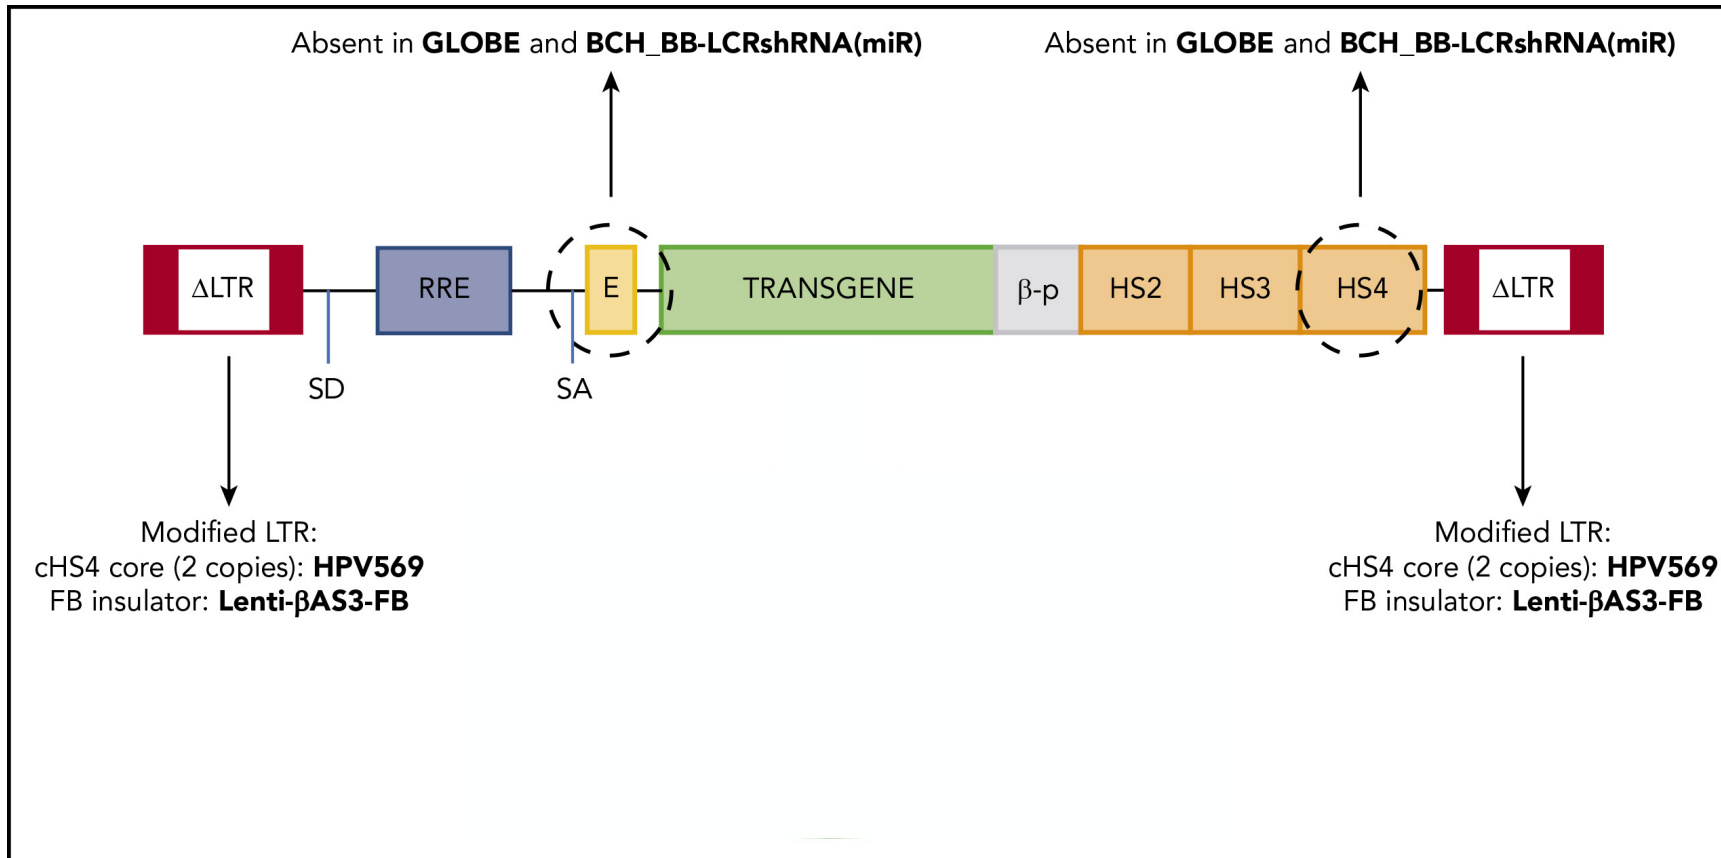 Absent in GLOBE and BCH_BB-LCRshRNA(miR)
Absent in GLOBE and BCH_BB-LCRshRNA(miR)
ΔLTR
RRE
E
TRANSGENE
β-p
HS2
HS3
HS4
ΔLTR
SD
SA
Modified LTR:
cHS4 core (2 copies): HPV569
FB insulator: Lenti-βAS3-FB
Modified LTR:
cHS4 core (2 copies): HPV569
FB insulator: Lenti-βAS3-FB